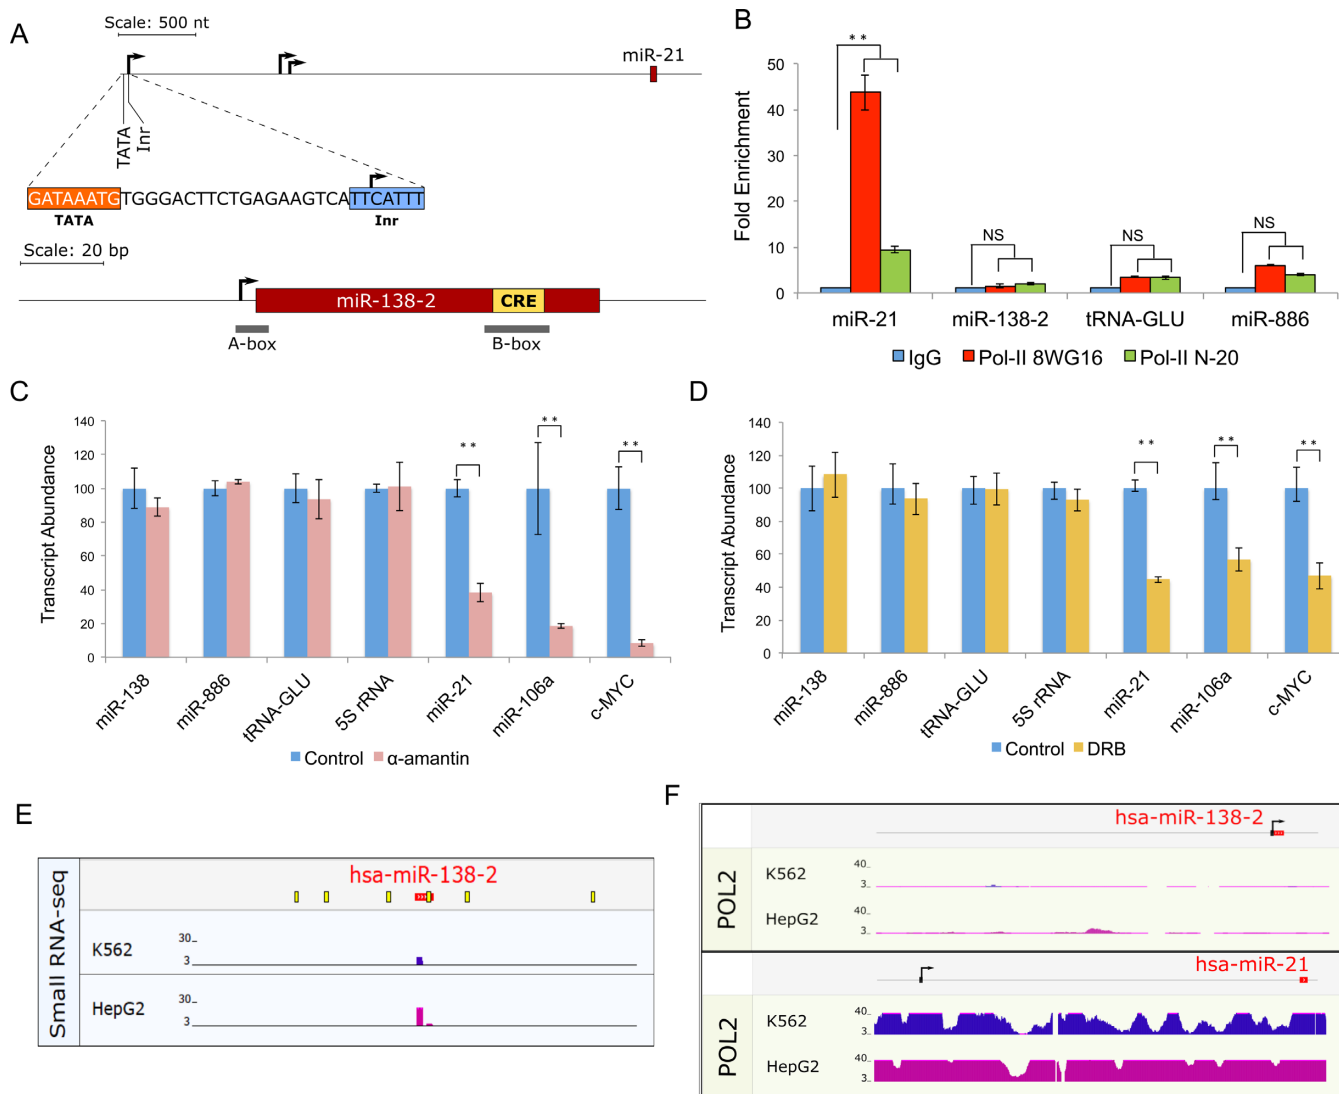 A
Scale: 500 nt
miR-21
TATA
Inr
GATAAATGTGGGACTTCTGAGAAGTCATTCATTT
TATA
Inr
Scale: 20 bp
miR-138-2
CRE
A-box
B-box
B
Fold Enrichment
50
40
30
20
10
0
**
NS
NS
NS
miR-21
miR-138-2
tRNA-GLU
miR-886
IgG
Pol-II 8WG16
Pol-II N-20
C
Transcript Abundance
140
120
100
80
60
40
20
0
**
**
**
miR-138
miR-886
tRNA-GLU
5S rRNA
miR-21
miR-106a
c-MYC
Control
α-amantin
D
Transcript Abundance
140
120
100
80
60
40
20
0
**
**
**
miR-138
miR-886
tRNA-GLU
5S rRNA
miR-21
miR-106a
c-MYC
Control
DRB
E
Small RNA-seq
hsa-miR-138-2
K562
30
3
HepG2
30
3
F
hsa-miR-138-2
POL2
K562
40
3
HepG2
40
3
hsa-miR-21
POL2
K562
40
3
HepG2
40
3